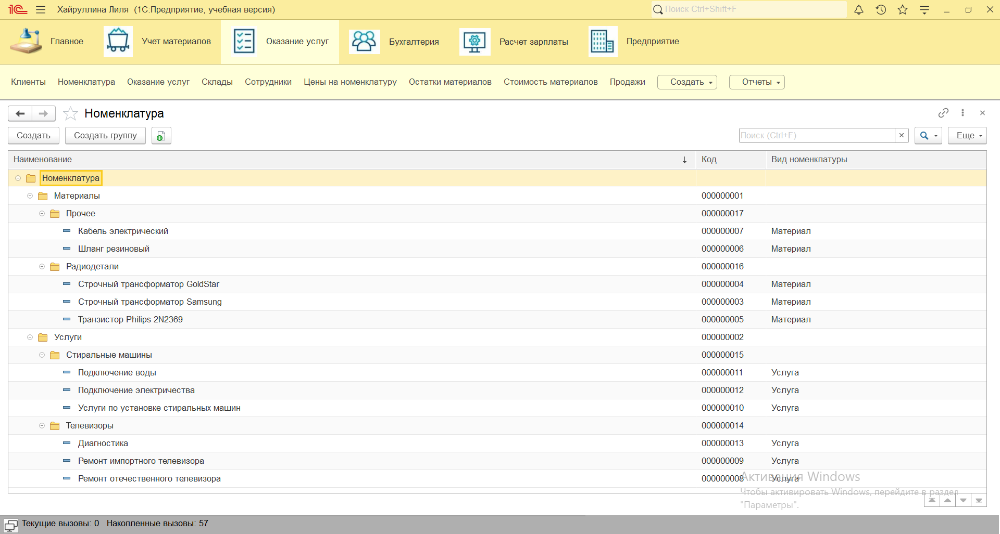 1С Хайруллина Лиля (1С:Предприятие, учебная версия) Поиск Ctrl+Shift+F
Главное Учет материалов Оказание услуг Бухгалтерия Расчет зарплаты Предприятие
Клиенты Номенклатура Оказание услуг Склады Сотрудники Цены на номенклатуру Остатки материалов Стоимость материалов Продажи Создать Отчеты
Номенклатура
Создать Создать группу Поиск (Ctrl+F) × Еще
Наименование ↓ Код Вид номенклатуры
Номенклатура
Материалы 000000001
Прочее 000000017
Кабель электрический 000000007 Материал
Шланг резиновый 000000006 Материал
Радиодетали 000000016
Строчный трансформатор GoldStar 000000004 Материал
Строчный трансформатор Samsung 000000003 Материал
Транзистор Philips 2N2369 000000005 Материал
Услуги 000000002
Стиральные машины 000000015
Подключение воды 000000011 Услуга
Подключение электричества 000000012 Услуга
Услуги по установке стиральных машин 000000010 Услуга
Телевизоры 000000014
Диагностика 000000013 Услуга
Ремонт импортного телевизора 000000009 Услуга
Ремонт отечественного телевизора 000000008 Услуга
Активация Windows
Чтобы активировать Windows, перейдите в раздел
"Параметры".
Текущие вызовы: 0 Накопленные вызовы: 57